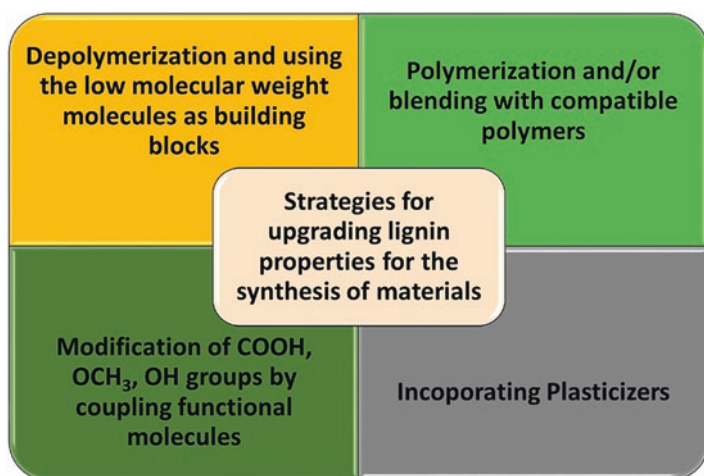 Depolymerization and using
the low molecular weight
molecules as building
blocks
Polymerization and/or
blending with compatible
polymers
Strategies for
upgrading lignin
properties for the
synthesis of materials
Modification of COOH,
OCH₃, OH groups by
coupling functional
molecules
Incoporating Plasticizers